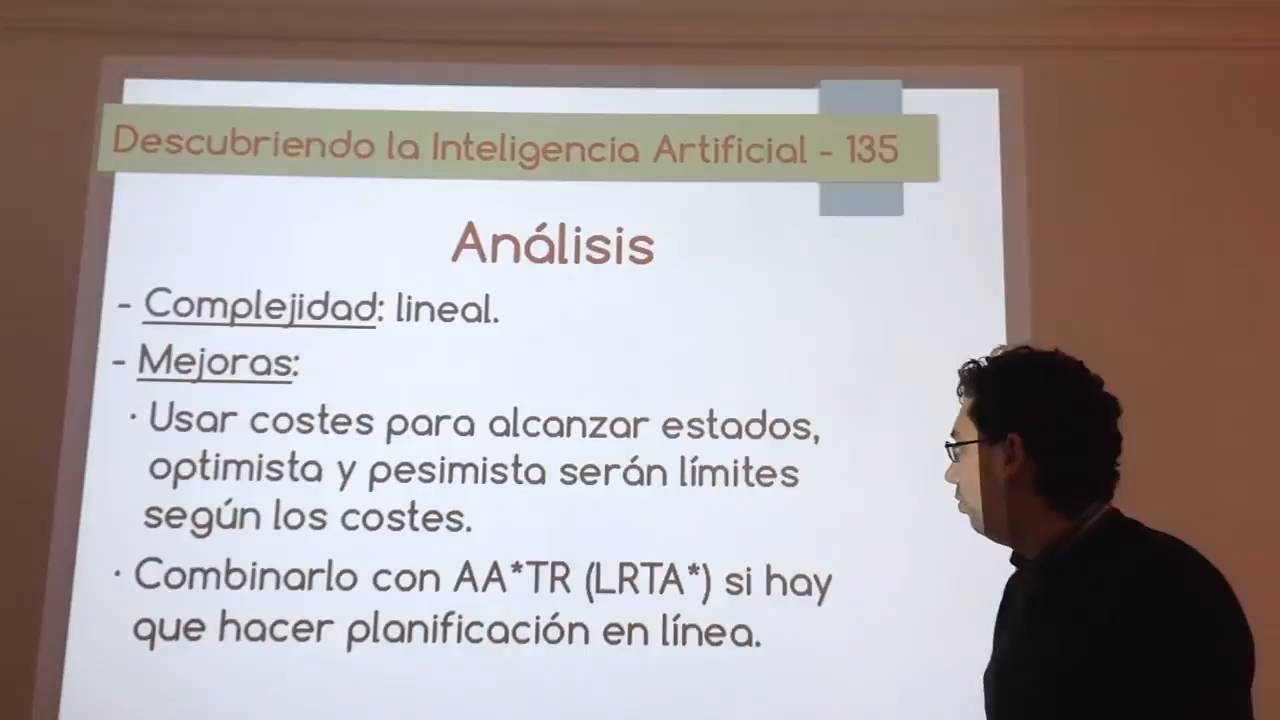 Descubriendo la Inteligencia Artificial - 135
Análisis
- Complejidad: lineal.
- Mejoras:
· Usar costes para alcanzar estados,
optimista y pesimista serán límites
según los costes.
· Combinarlo con AA*TR (LRTA*) si hay
que hacer planificación en línea.